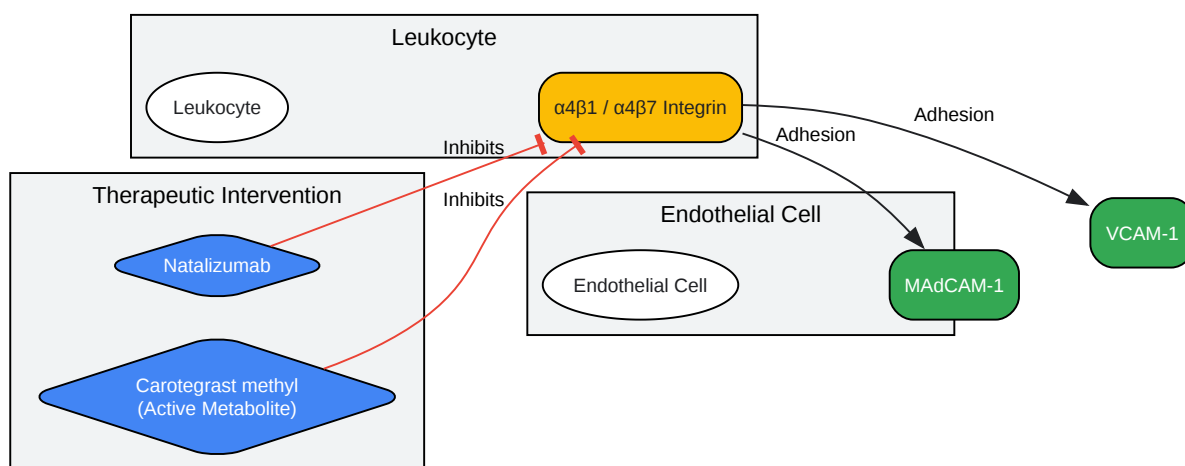 Leukocyte
Leukocyte
α4β1 / α4β7 Integrin
Adhesion
Adhesion
Inhibits
Inhibits
Therapeutic Intervention
Natalizumab
Carotegrast methyl
(Active Metabolite)
Endothelial Cell
Endothelial Cell
MAdCAM-1
VCAM-1